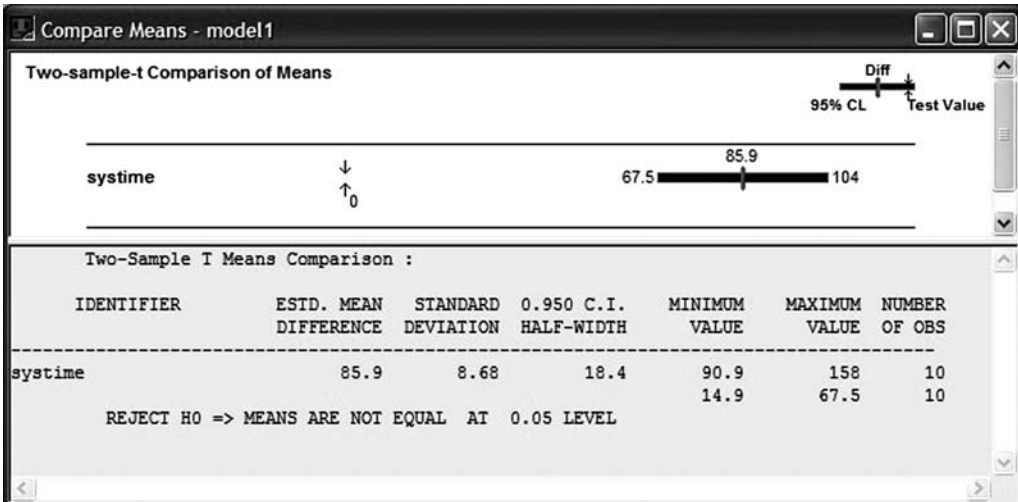 Compare Means - model1
Two-sample-t Comparison of Means
Diff
95% CL
Test Value
systime
0
67.5
85.9
104
Two-Sample T Means Comparison :
IDENTIFIER ESTD. MEAN STANDARD 0.950 C.I. MINIMUM MAXIMUM NUMBER
DIFFERENCE DEVIATION HALF-WIDTH VALUE VALUE OF OBS
systime 85.9 8.68 18.4 90.9 158 10
14.9 67.5 10
REJECT H0 => MEANS ARE NOT EQUAL AT 0.05 LEVEL